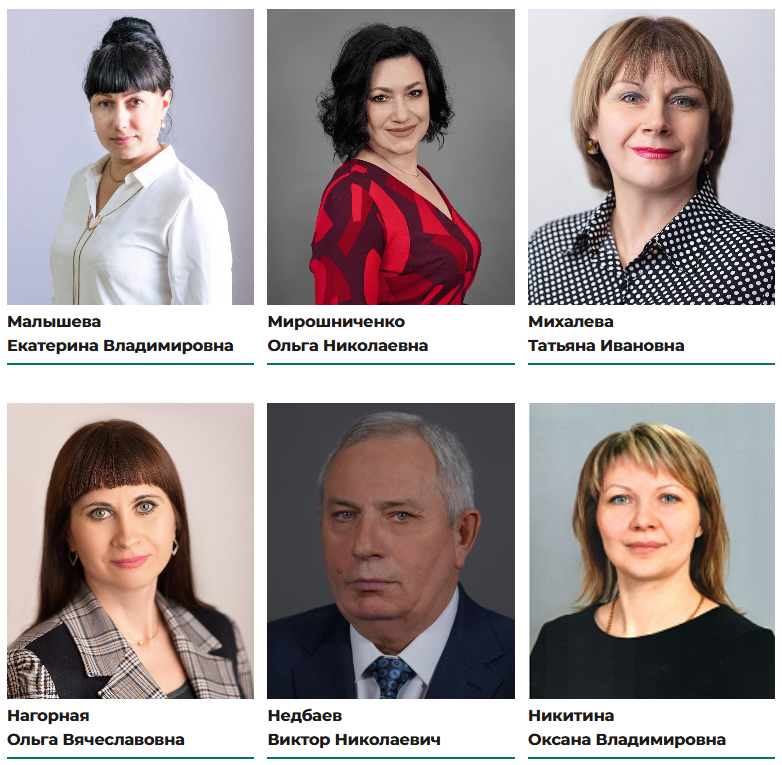 Малышева
Екатерина Владимировна
Мирошниченко
Ольга Николаевна
Михалева
Татьяна Ивановна
Нагорная
Ольга Вячеславовна
Недбаев
Виктор Николаевич
Никитина
Оксана Владимировна